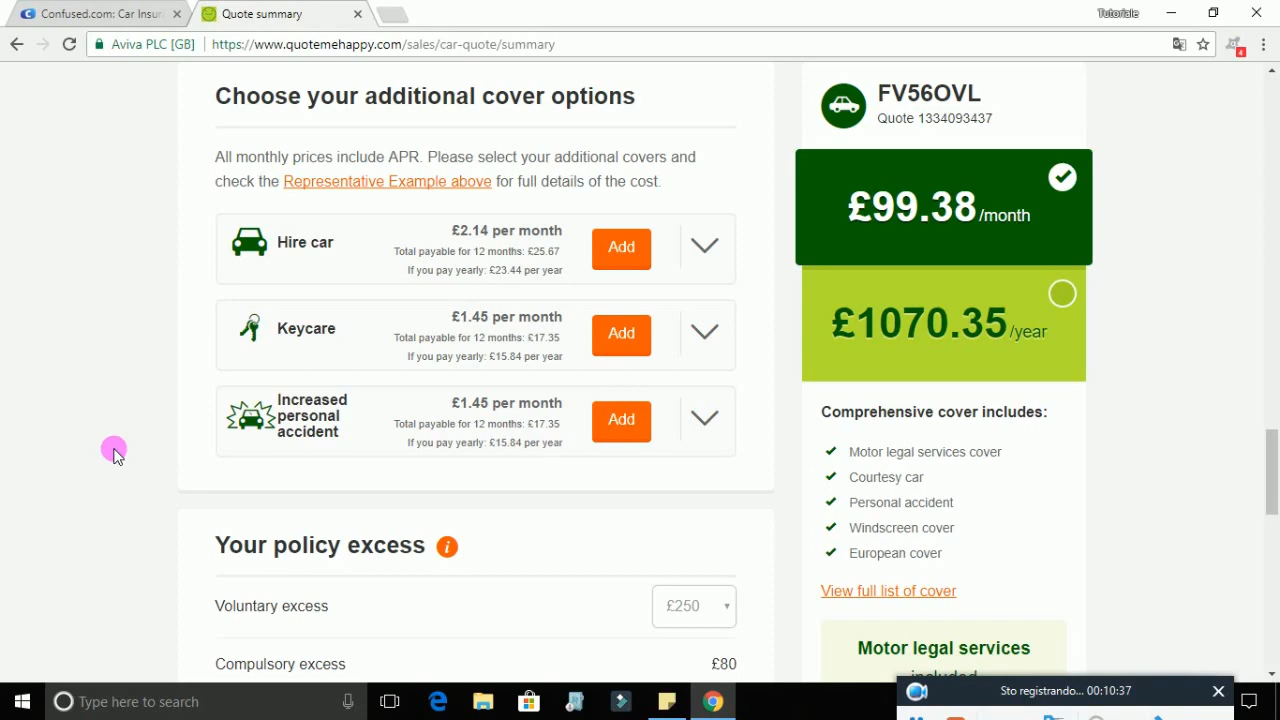 Confused.com: Car Insu
Quote summary
Tutoriale
Aviva PLC [GB]
https://www.quotemehappy.com/sales/car-quote/summary
4
Choose your additional cover options
All monthly prices include APR. Please select your additional covers and
check the Representative Example above for full details of the cost.
Hire car
£2.14 per month
Total payable for 12 months: £25.67
If you pay yearly: £23.44 per year
Add
Keycare
£1.45 per month
Total payable for 12 months: £17.35
If you pay yearly: £15.84 per year
Add
Increased
personal
accident
£1.45 per month
Total payable for 12 months: £17.35
If you pay yearly: £15.84 per year
Add
Your policy excess i
Voluntary excess
£250
Compulsory excess
£80
FV56OVL
Quote 1334093437
£99.38 /month
£1070.35 /year
Comprehensive cover includes:
Motor legal services cover
Courtesy car
Personal accident
Windscreen cover
European cover
View full list of cover
Motor legal services
included
Type here to search
Sto registrando... 00:10:37